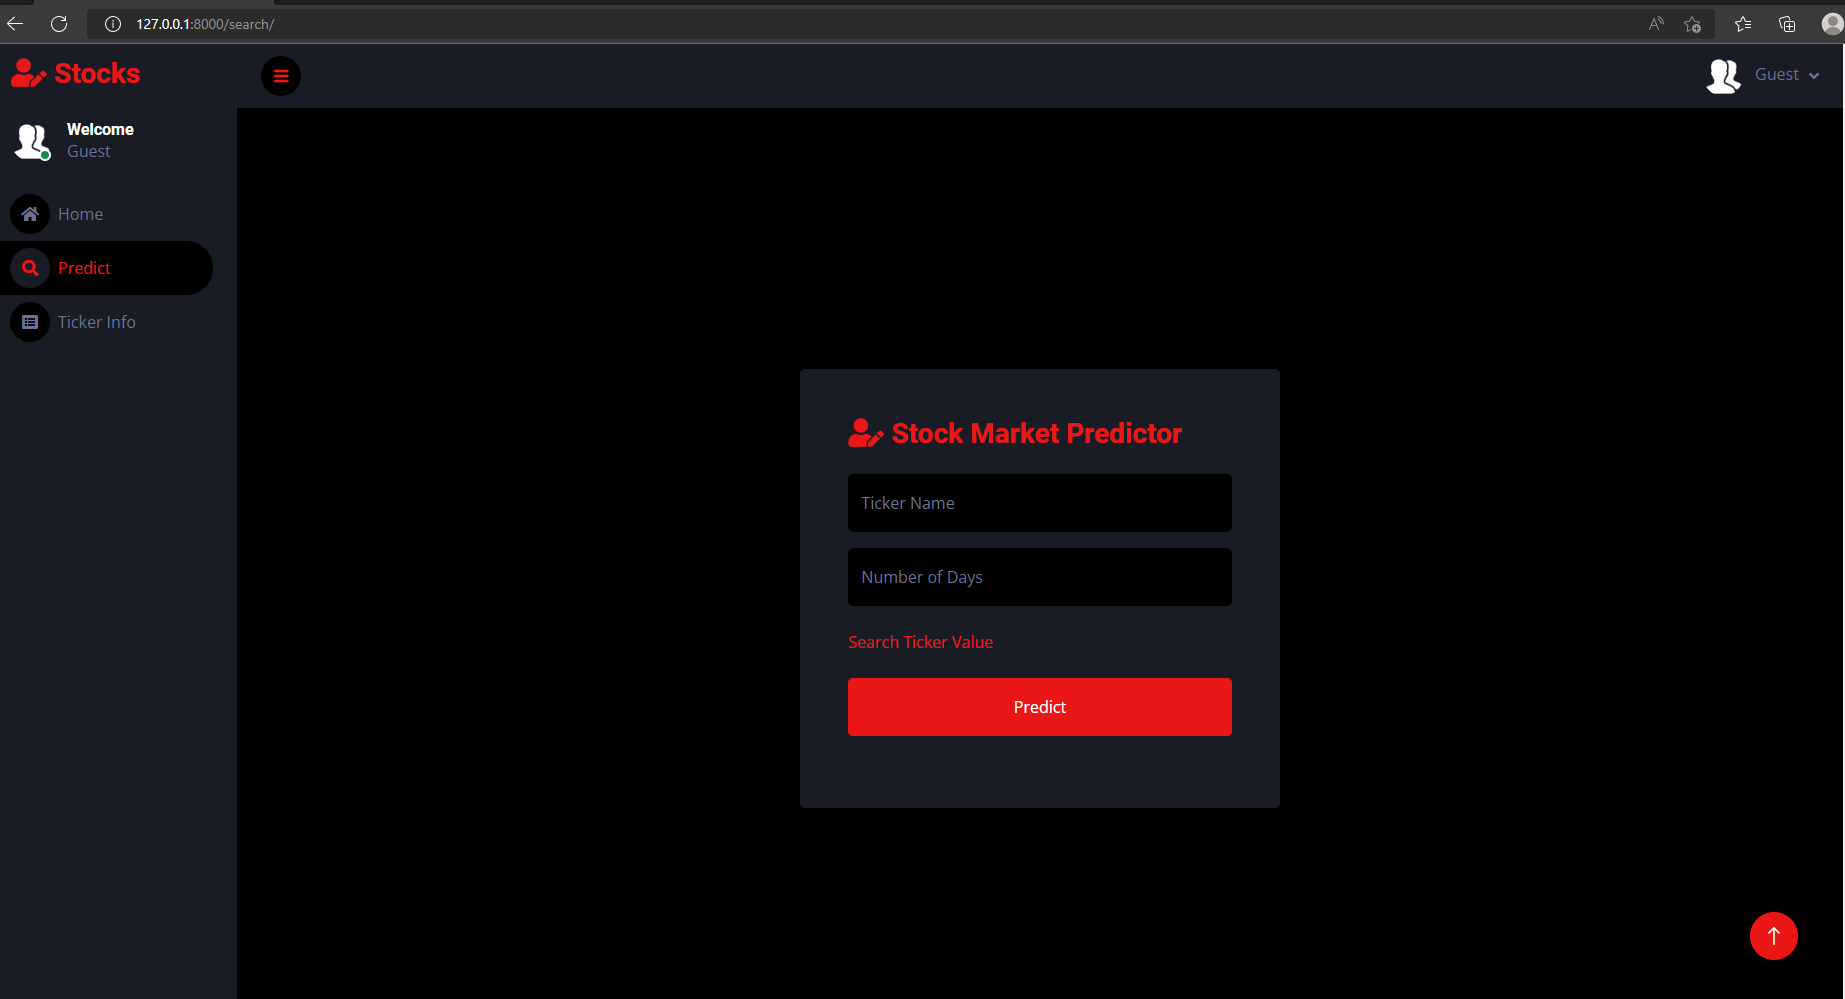 127.0.0.1:8000/search/
Stocks
Guest
Welcome
Guest
Home
Predict
Ticker Info
Stock Market Predictor
Ticker Name
Number of Days
Search Ticker Value
Predict